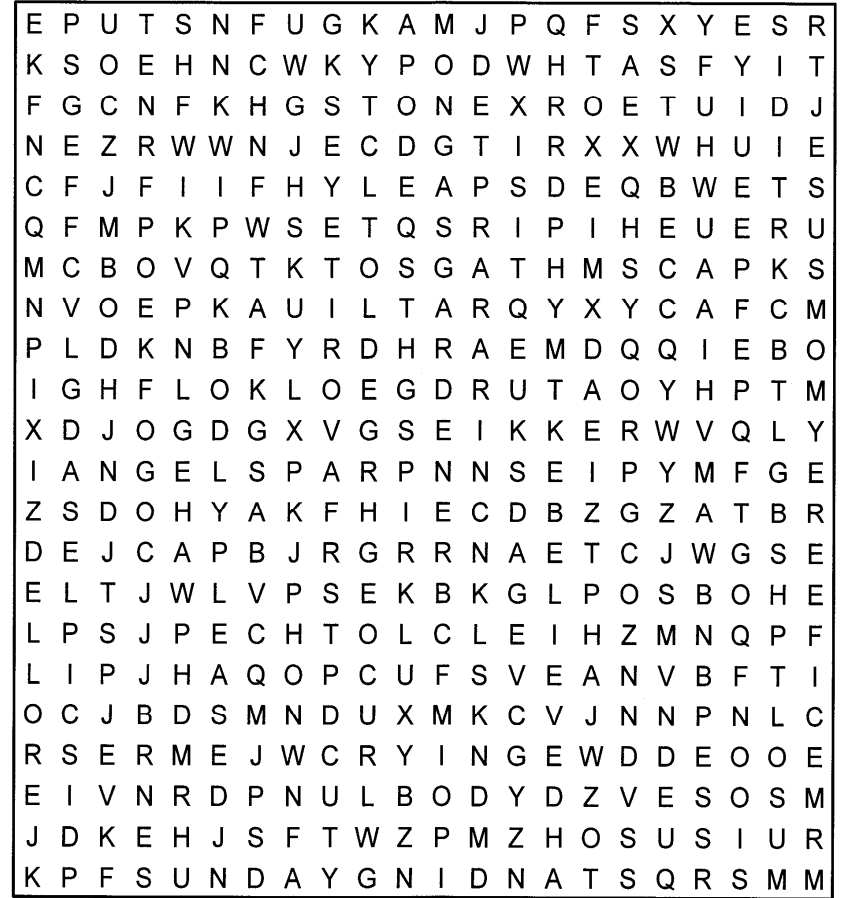 E P U T S N F U G K A M J P Q F S X Y E S R
K S O E H N C W K Y P O D W H T A S F Y I T
F G C N F K H G S T O N E X R O E T U I D J
N E Z R W W N J E C D G T I R X X W H U I E
C F J F I I F H Y L E A P S D E Q B W E T S
Q F M P K P W S E T Q S R I P I H E U E R U
M C B O V Q T K T O S G A T H M S C A P K S
N V O E P K A U I L T A R Q Y X Y C A F C M
P L D K N B F Y R D H R A E M D Q Q I E B O
I G H F L O K L O E G D R U T A O Y H P T M
X D J O G D G X V G S E I K K E R W V Q L Y
I A N G E L S P A R P N N S E I P Y M F G E
Z S D O H Y A K F H I E C D B Z G Z A T B R
D E J C A P B J R G R R N A E T C J W G S E
E L T J W L V P S E K B K G L P O S B O H E
L P S J P E C H T O L C L E I H Z M N Q P F
L I P J H A Q O P C U F S V E A N V B F T I
O C J B D S M N D U X M K C V J N N P N L C
R S E R M E J W C R Y I N G E W D D E O O E
E I V N R D P N U L B O D Y D Z V E S O S M
J D K E H J S F T W Z P M Z H O S U S I U R
K P F S U N D A Y G N I D N A T S Q R S M M